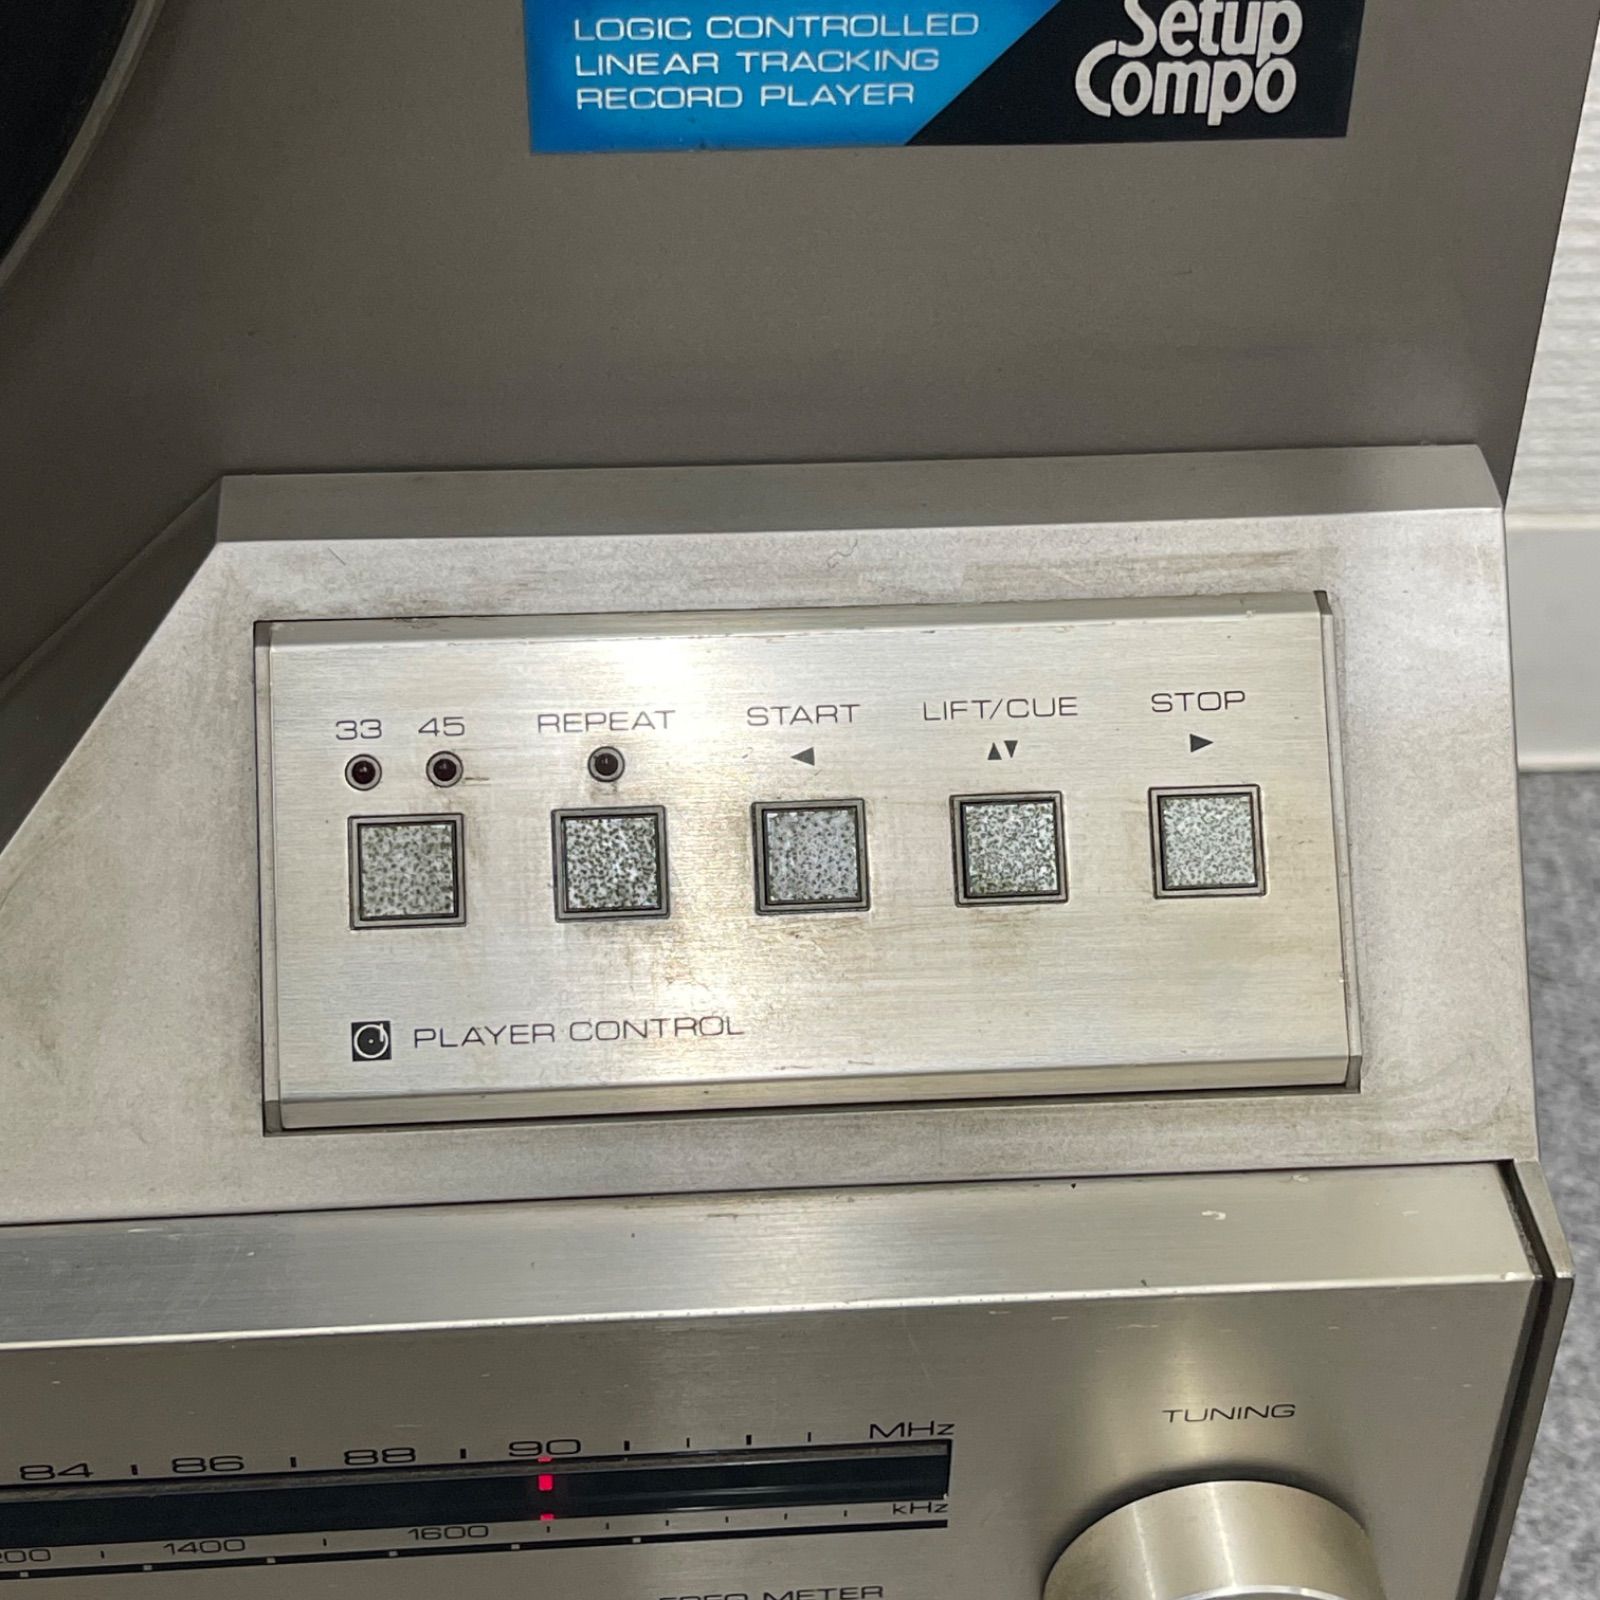 LOGIC CONTROLLED
LINEAR TRACKING
RECORD PLAYER
Setup
Compo
33 45 REPEAT START LIFT/CUE STOP
PLAYER CONTROL
TUNING
84 86 88 90 MHz
1400 1600 kHz
METER